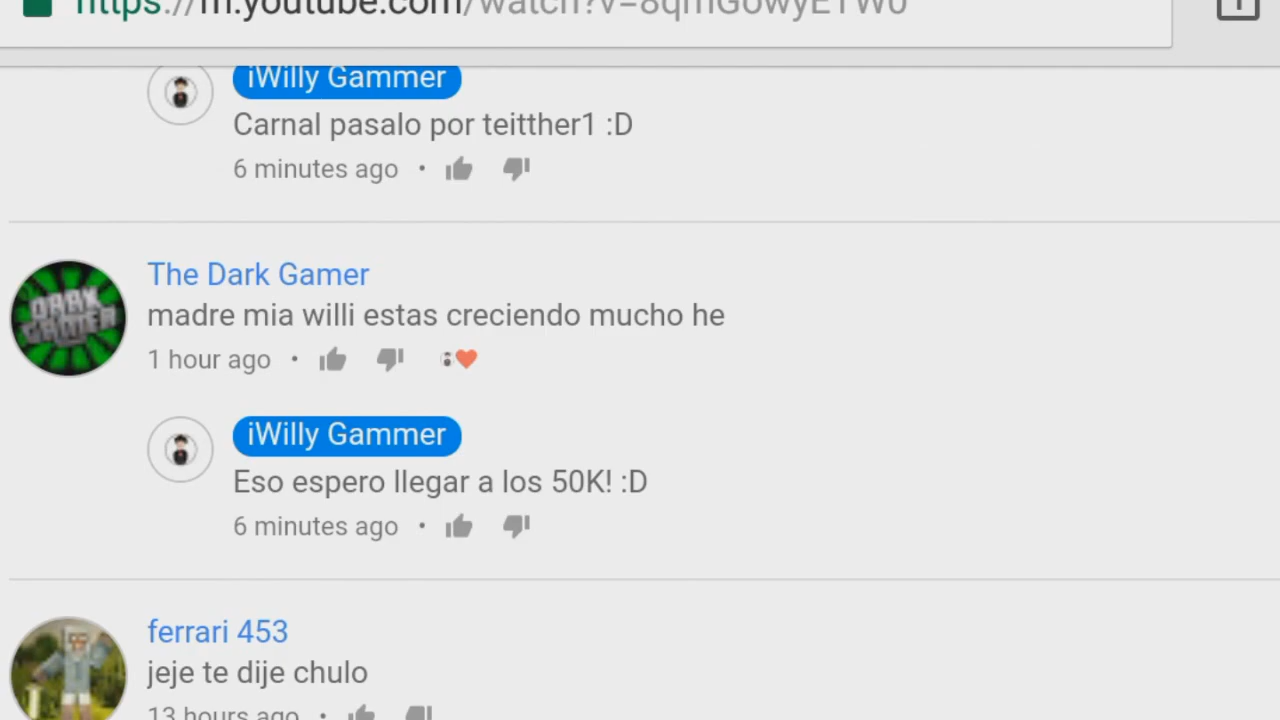 https://m.youtube.com/watch?v=
iWilly Gammer
Carnal pasalo por teitther1 :D
6 minutes ago •
The Dark Gamer
DARK
GAMER
madre mia willi estas creciendo mucho he
1 hour ago •
iWilly Gammer
Eso espero llegar a los 50K! :D
6 minutes ago •
ferrari 453
jeje te dije chulo
13 hours ago •